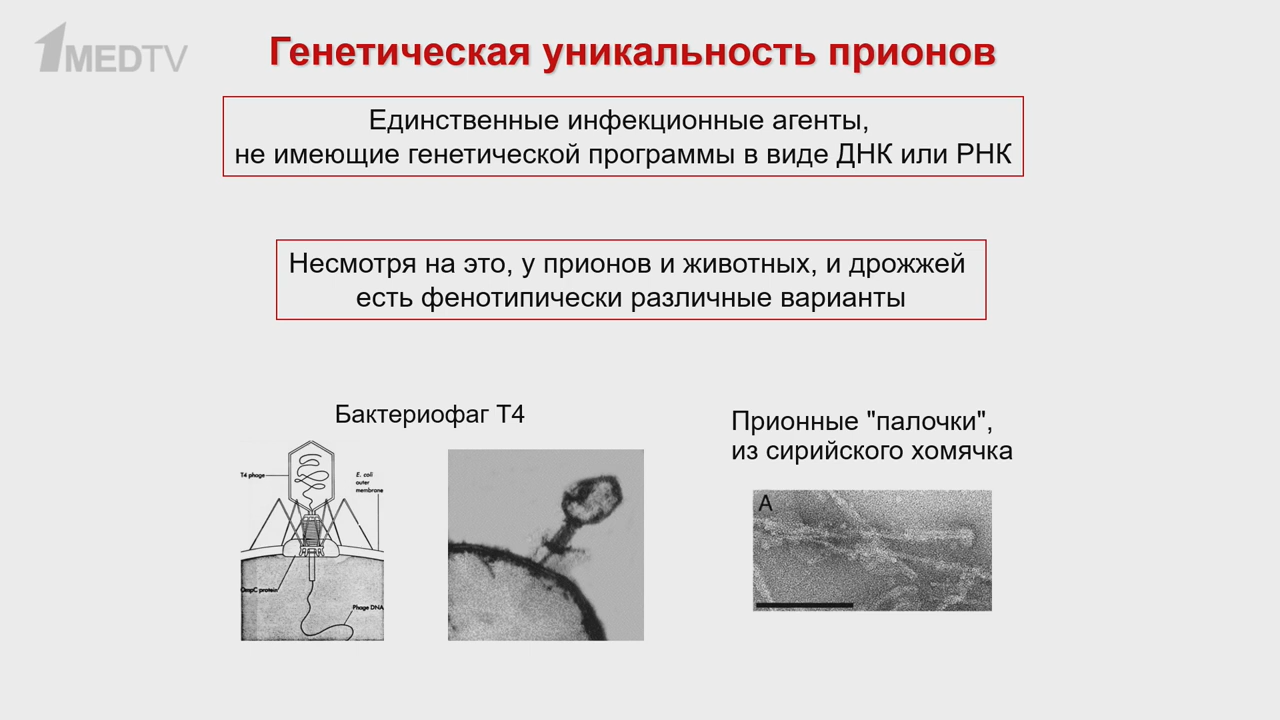 1MEDTV
Генетическая уникальность прионов
Единственные инфекционные агенты,
не имеющие генетической программы в виде ДНК или РНК
Несмотря на это, у прионов и животных, и дрожжей
есть фенотипически различные варианты
Бактериофаг Т4
T4 phage
E. coli
outer
membrane
OmpC protein
Phage DNA
Прионные "палочки",
из сирийского хомячка
A